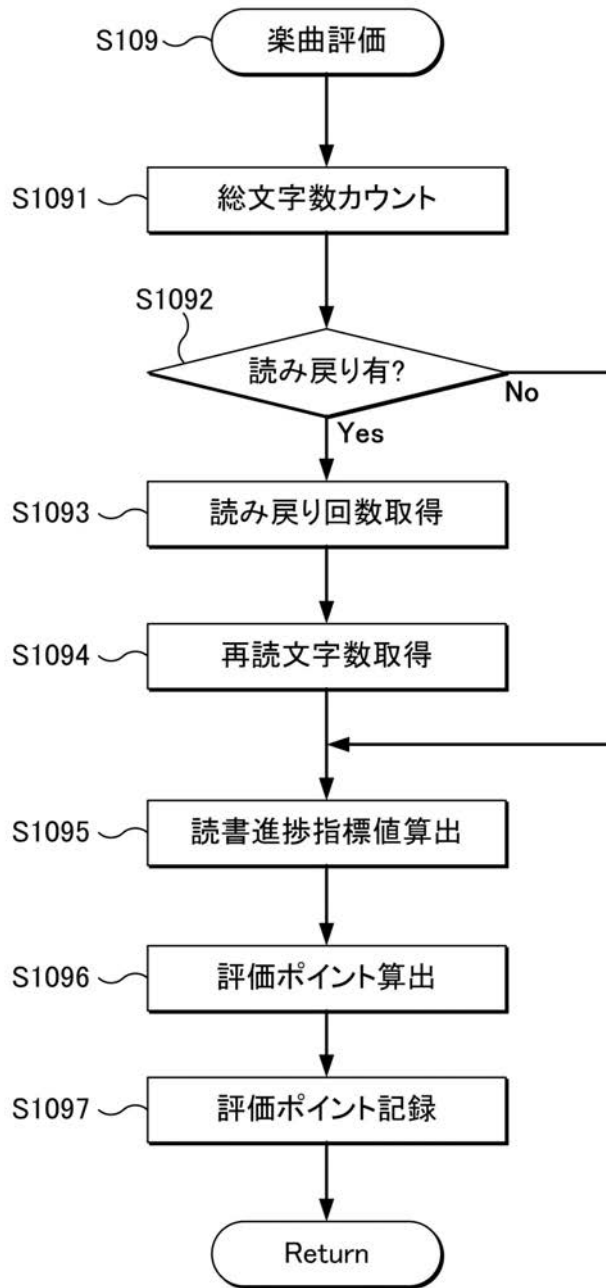 S109
楽曲評価
S1091
総文字数カウント
S1092
読み戻り有?
No
Yes
S1093
読み戻り回数取得
S1094
再読文字数取得
S1095
読書進捗指標値算出
S1096
評価ポイント算出
S1097
評価ポイント記録
Return